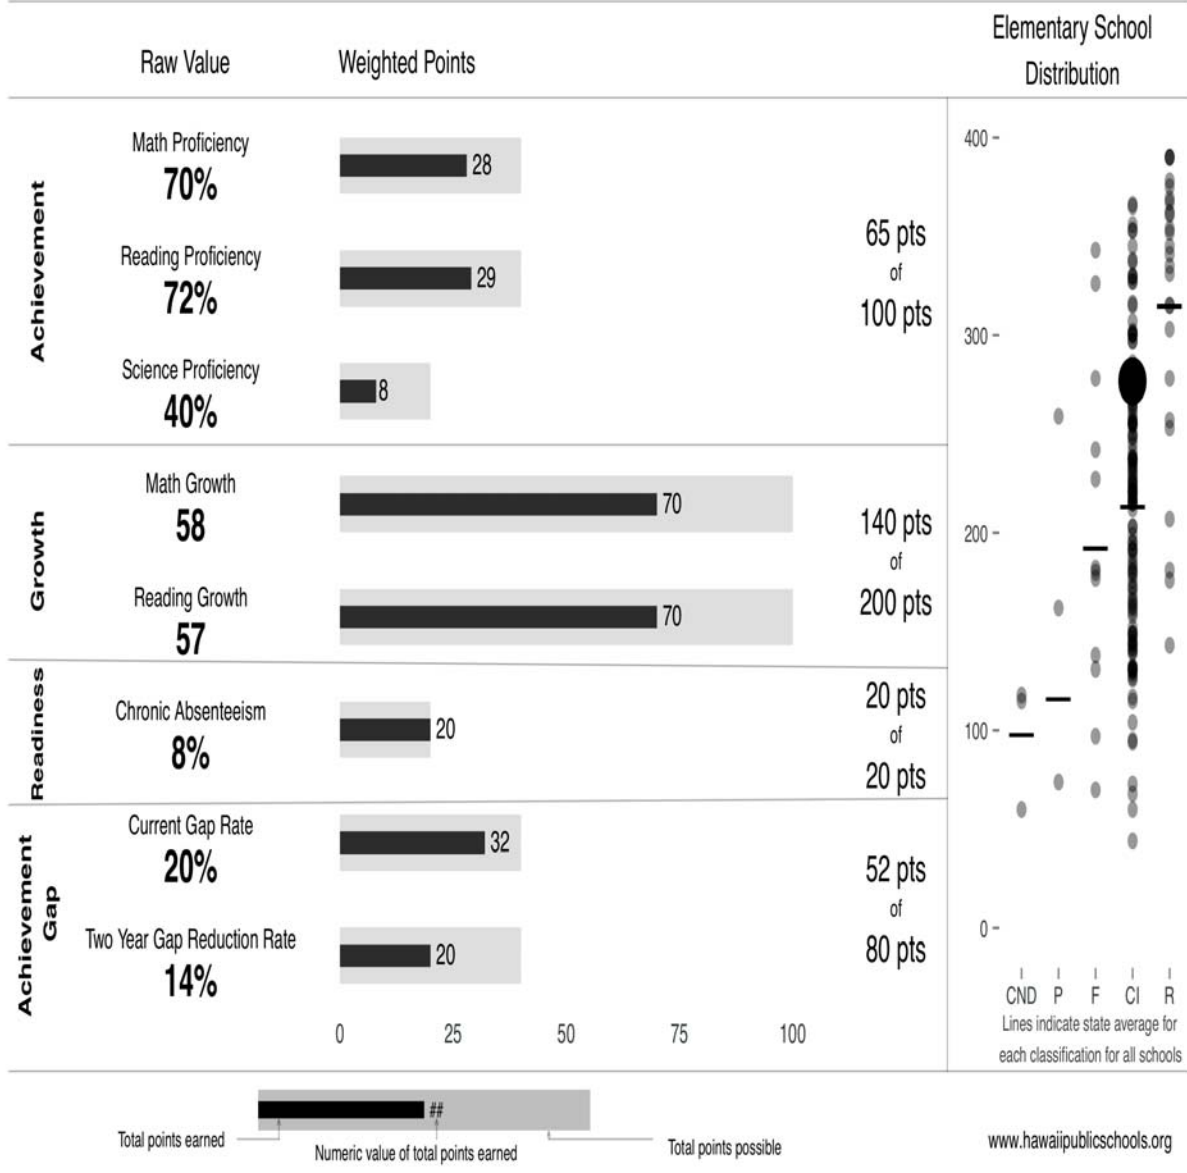 Raw Value
Weighted Points
Elementary School
Distribution
Achievement
Math Proficiency
70%
28
Reading Proficiency
72%
29
Science Proficiency
40%
8
65 pts
of
100 pts
Growth
Math Growth
58
70
Reading Growth
57
70
140 pts
of
200 pts
Readiness
Chronic Absenteeism
8%
20
20 pts
of
20 pts
Achievement
Gap
Current Gap Rate
20%
32
Two Year Gap Reduction Rate
14%
20
52 pts
of
80 pts
0 25 50 75 100
400
300
200
100
0
CND P F CI R
Lines indicate state average for
each classification for all schools
##
Total points earned
Numeric value of total points earned
Total points possible
www.hawaiipublicschools.org